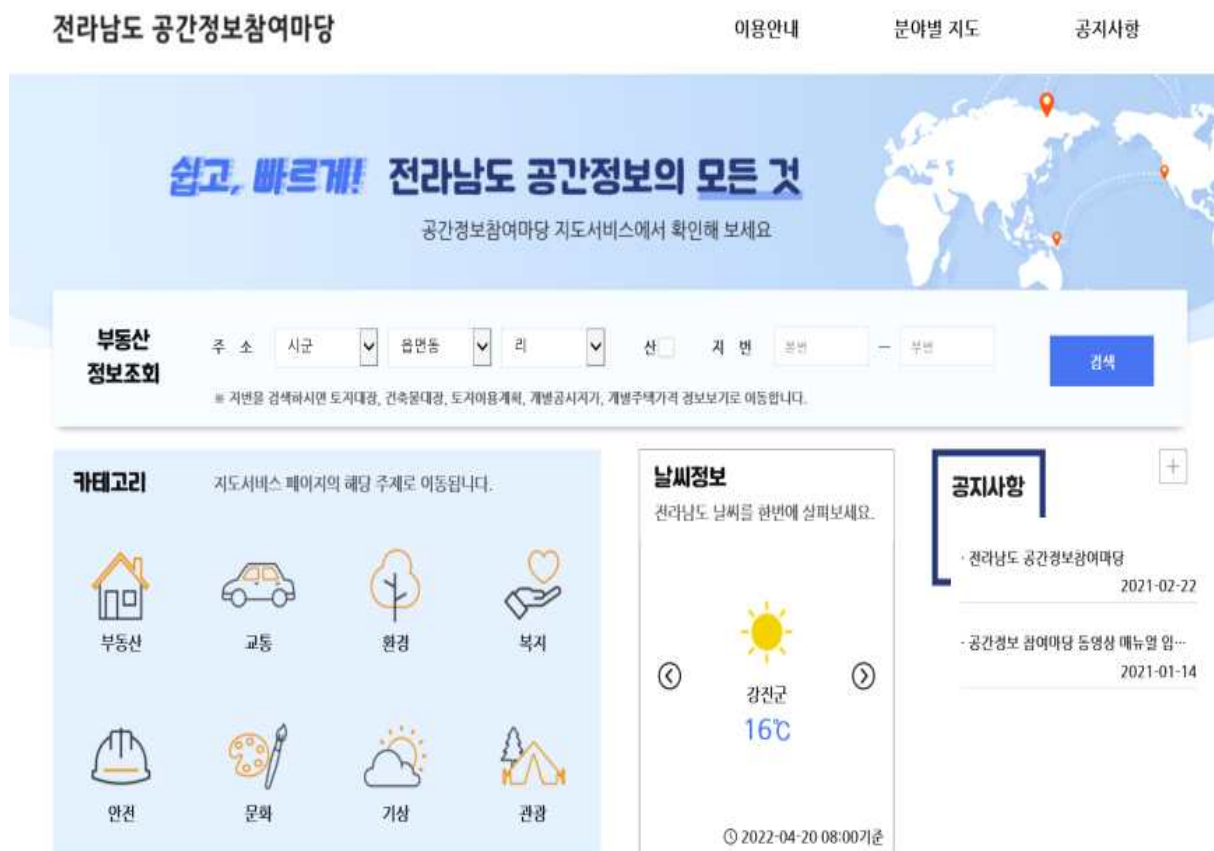 전라남도 공간정보참여마당
이용안내 분야별 지도 공지사항
쉽고, 빠르게! 전라남도 공간정보의 모든 것
공간정보참여마당 지도서비스에서 확인해 보세요
부동산
정보조회
주 소 시군 읍면동 리 산 지 번 본번 - 부번 검색
※ 지번을 검색하시면 토지대장, 건축물대장, 토지이용계획, 개별공시지가, 개별주택가격 정보보기로 이동합니다.
카테고리 지도서비스 페이지의 해당 주제로 이동됩니다.
부동산 교통 환경 복지
안전 문화 기상 관광
날씨정보
전라남도 날씨를 한번에 살펴보세요.
강진군
16℃
2022-04-20 08:00기준
공지사항 +
· 전라남도 공간정보참여마당
2021-02-22
· 공간정보 참여마당 동영상 매뉴얼 입…
2021-01-14